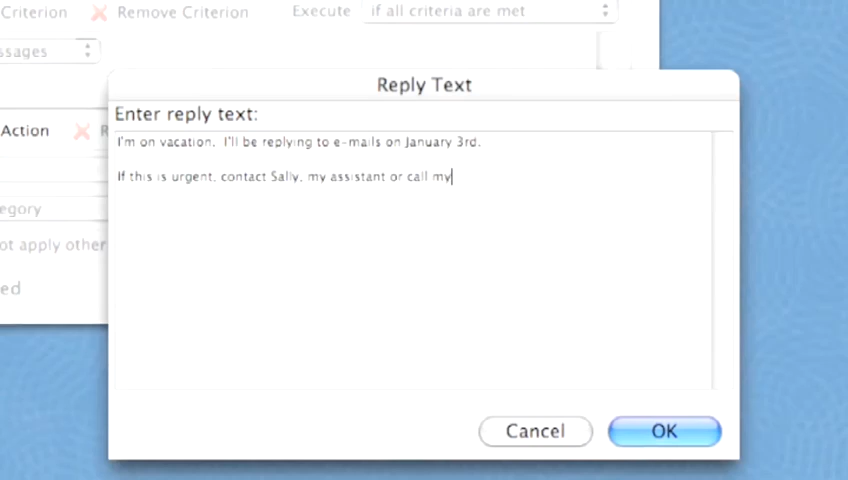 Criterion Remove Criterion Execute if all criteria are met
ssages
Reply Text
Enter reply text:
Action R
I'm on vacation. I'll be replying to e-mails on January 3rd.
If this is urgent, contact Sally, my assistant or call my
egory
ot apply other
ed
Cancel OK